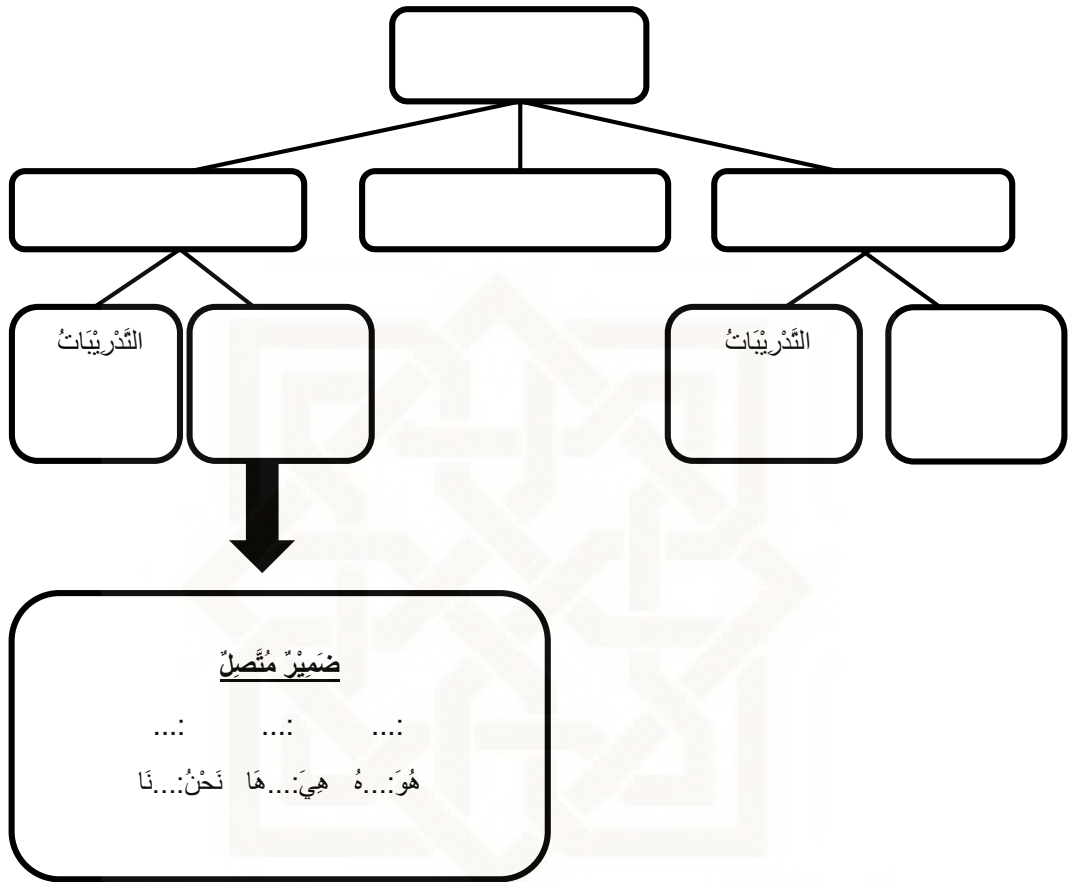 التَّدْرِيْبَاتُ
التَّدْرِيْبَاتُ
ضَمِيْرٌ مُتَّصِلٌ
:... :... :...
هُوَ:...هُ هِيَ:...هَا نَحْنُ:...نَا